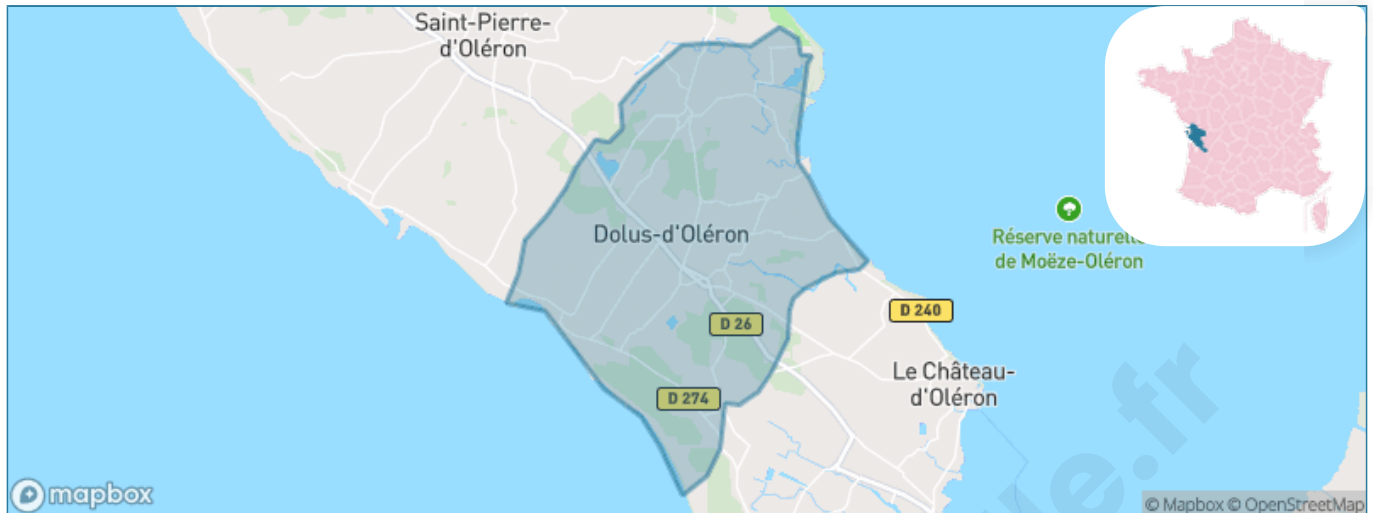 Saint-Pierre-
d'Oléron
Dolus-d'Oléron
Réserve naturelle
de Moëze-Oléron
D 240
D 26
Le Château-
d'Oléron
D 274
mapbox
© Mapbox © OpenStreetMap